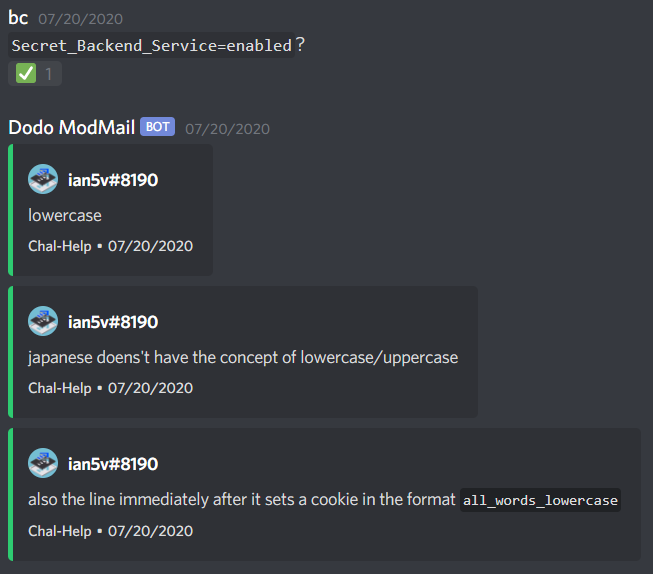 bc 07/20/2020
Secret_Backend_Service=enabled?
✅ 1
Dodo ModMail BOT 07/20/2020
ian5v#8190
lowercase
Chal-Help • 07/20/2020
ian5v#8190
japanese doens't have the concept of lowercase/uppercase
Chal-Help • 07/20/2020
ian5v#8190
also the line immediately after it sets a cookie in the format all_words_lowercase
Chal-Help • 07/20/2020